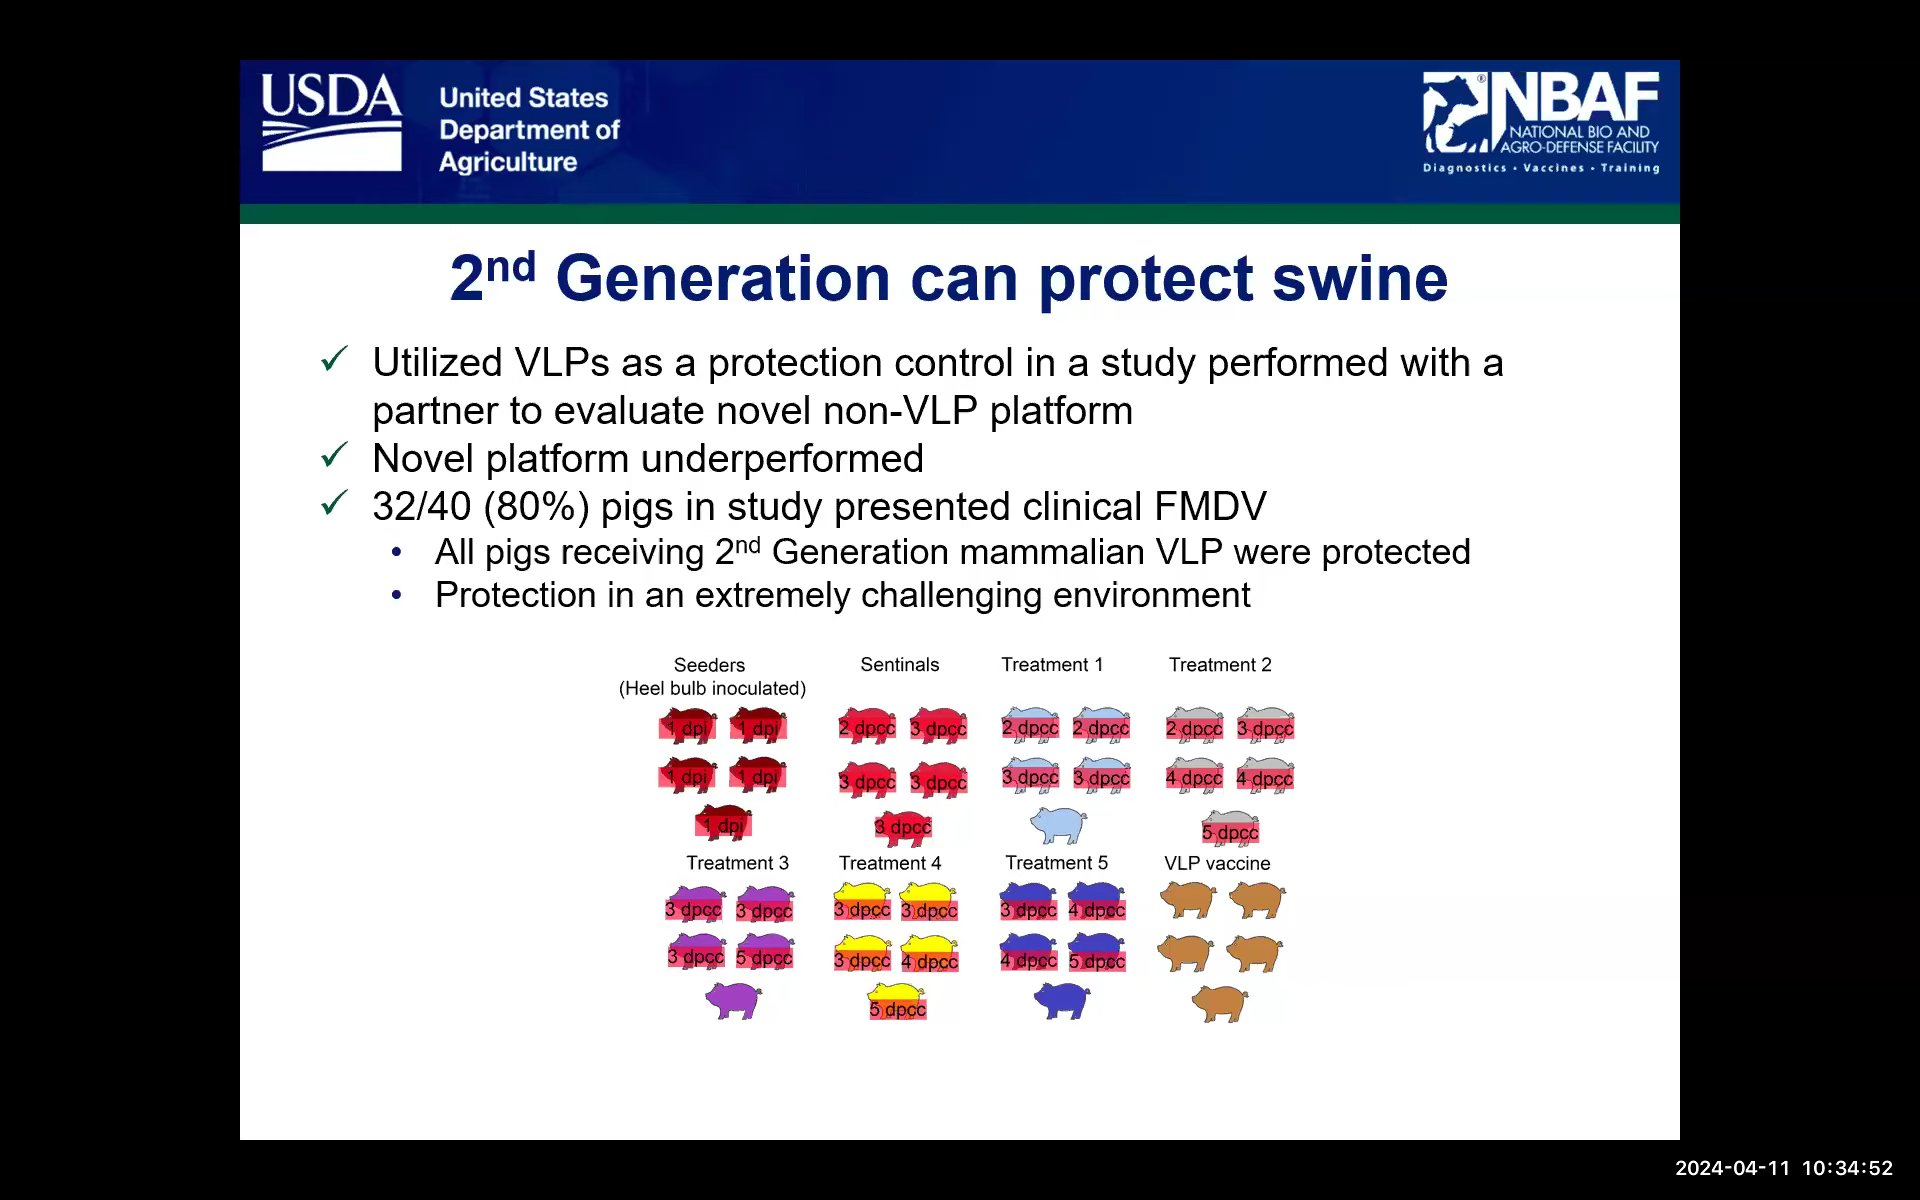 USDA
United States
Department of
Agriculture
®
NBAF
NATIONAL BIO AND
AGRO-DEFENSE FACILITY
Diagnostics • Vaccines • Training
2nd Generation can protect swine
✓ Utilized VLPs as a protection control in a study performed with a
partner to evaluate novel non-VLP platform
✓ Novel platform underperformed
✓ 32/40 (80%) pigs in study presented clinical FMDV
• All pigs receiving 2nd Generation mammalian VLP were protected
• Protection in an extremely challenging environment
Seeders
(Heel bulb inoculated)
1 dpi 1 dpi
1 dpi 1 dpi
1 dpi
Sentinals
2 dpcc 3 dpcc
3 dpcc 3 dpcc
3 dpcc
Treatment 1
2 dpcc 2 dpcc
3 dpcc 3 dpcc
Treatment 2
2 dpcc 3 dpcc
4 dpcc 4 dpcc
5 dpcc
Treatment 3
3 dpcc 3 dpcc
3 dpcc 5 dpcc
Treatment 4
3 dpcc 3 dpcc
3 dpcc 4 dpcc
5 dpcc
Treatment 5
3 dpcc 4 dpcc
4 dpcc 5 dpcc
VLP vaccine
2024-04-11 10:34:52